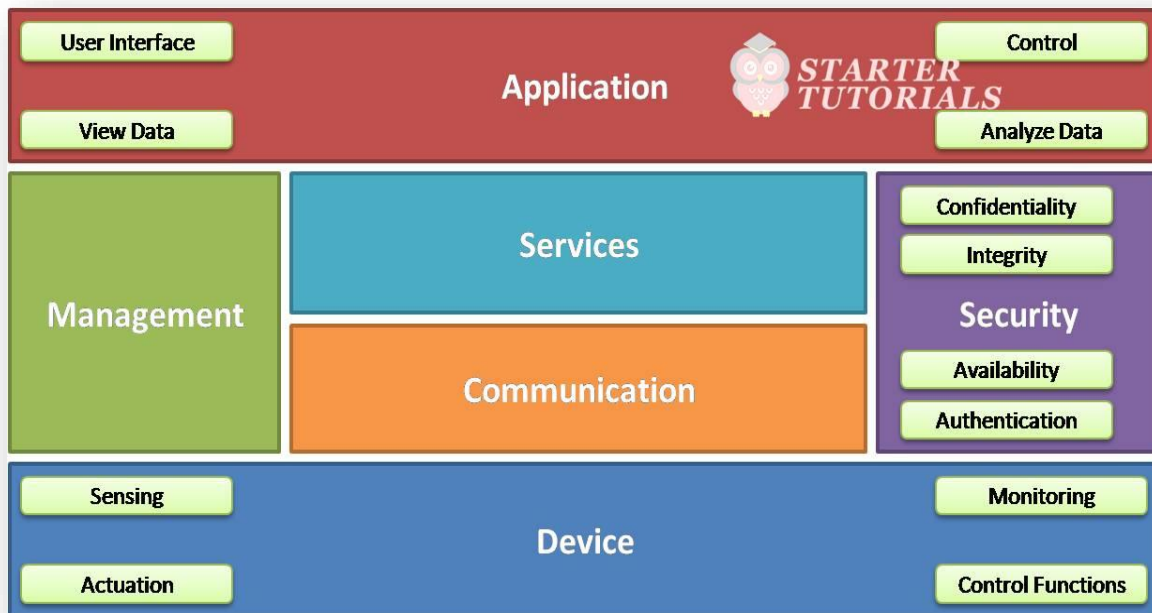 User Interface
Control
Application
STARTER
TUTORIALS
View Data
Analyze Data
Management
Services
Communication
Confidentiality
Integrity
Security
Availability
Authentication
Sensing
Monitoring
Device
Actuation
Control Functions